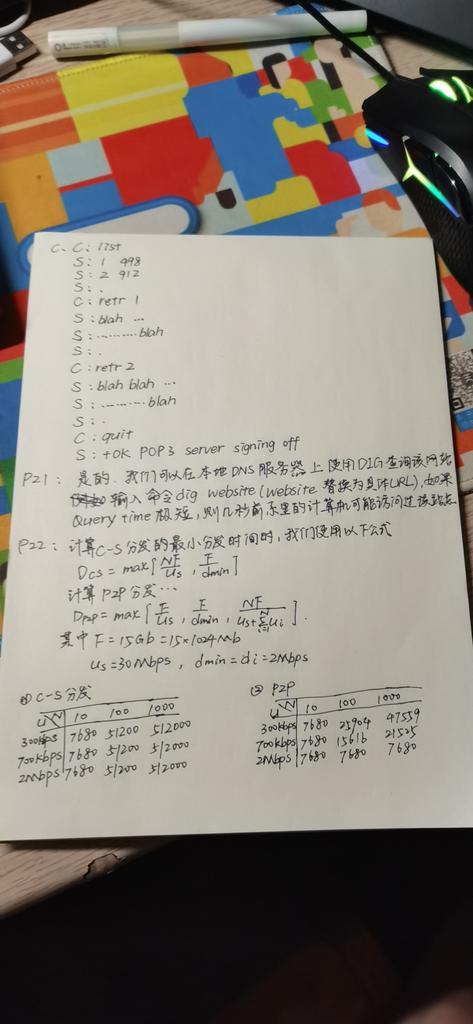 C、C: list
S: 1 498
S: 2 912
S: .
C: retr 1
S: blah ...
S: .........blah
S: .
C: retr 2
S: blah blah ...
S: ..........blah
S: .
C: quit
S: +OK POP3 server signing off
P21: 是的. 我们可以在本地DNS服务器上使用DIG查询该网站
输入命令dig website(website替换为具体URL),如果
Query time极短,则几秒前系里的计算机可能访问过该站点.
P22: 计算C-S分发的最小分发时间时,我们使用以下公式
Dcs = max{NF/us, F/dmin}
计算P2P分发...
Dp2p = max{F/us, F/dmin, NF/(us+∑ui)}.
其中F=15Gb=15×1024Mb
us=30Mbps, dmin=di=2Mbps
① C-S分发
u\N 10 100 1000
300kbps 7680 51200 512000
700kbps 7680 51200 512000
2Mbps 7680 51200 512000
② P2P
u\N 10 100 1000
300kbps 7680 25904 47559
700kbps 7680 15616 21525
2Mbps 7680 7680 7680